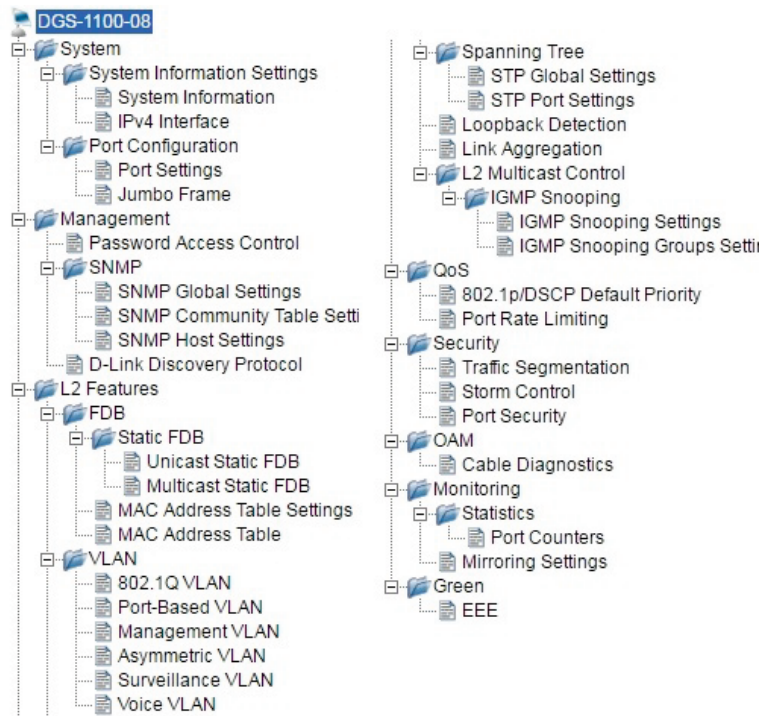 DGS-1100-08
System
System Information Settings
System Information
IPv4 Interface
Port Configuration
Port Settings
Jumbo Frame
Management
Password Access Control
SNMP
SNMP Global Settings
SNMP Community Table Setti
SNMP Host Settings
D-Link Discovery Protocol
L2 Features
FDB
Static FDB
Unicast Static FDB
Multicast Static FDB
MAC Address Table Settings
MAC Address Table
VLAN
802.1Q VLAN
Port-Based VLAN
Management VLAN
Asymmetric VLAN
Surveillance VLAN
Voice VLAN
Spanning Tree
STP Global Settings
STP Port Settings
Loopback Detection
Link Aggregation
L2 Multicast Control
IGMP Snooping
IGMP Snooping Settings
IGMP Snooping Groups Setti
QoS
802.1p/DSCP Default Priority
Port Rate Limiting
Security
Traffic Segmentation
Storm Control
Port Security
OAM
Cable Diagnostics
Monitoring
Statistics
Port Counters
Mirroring Settings
Green
EEE